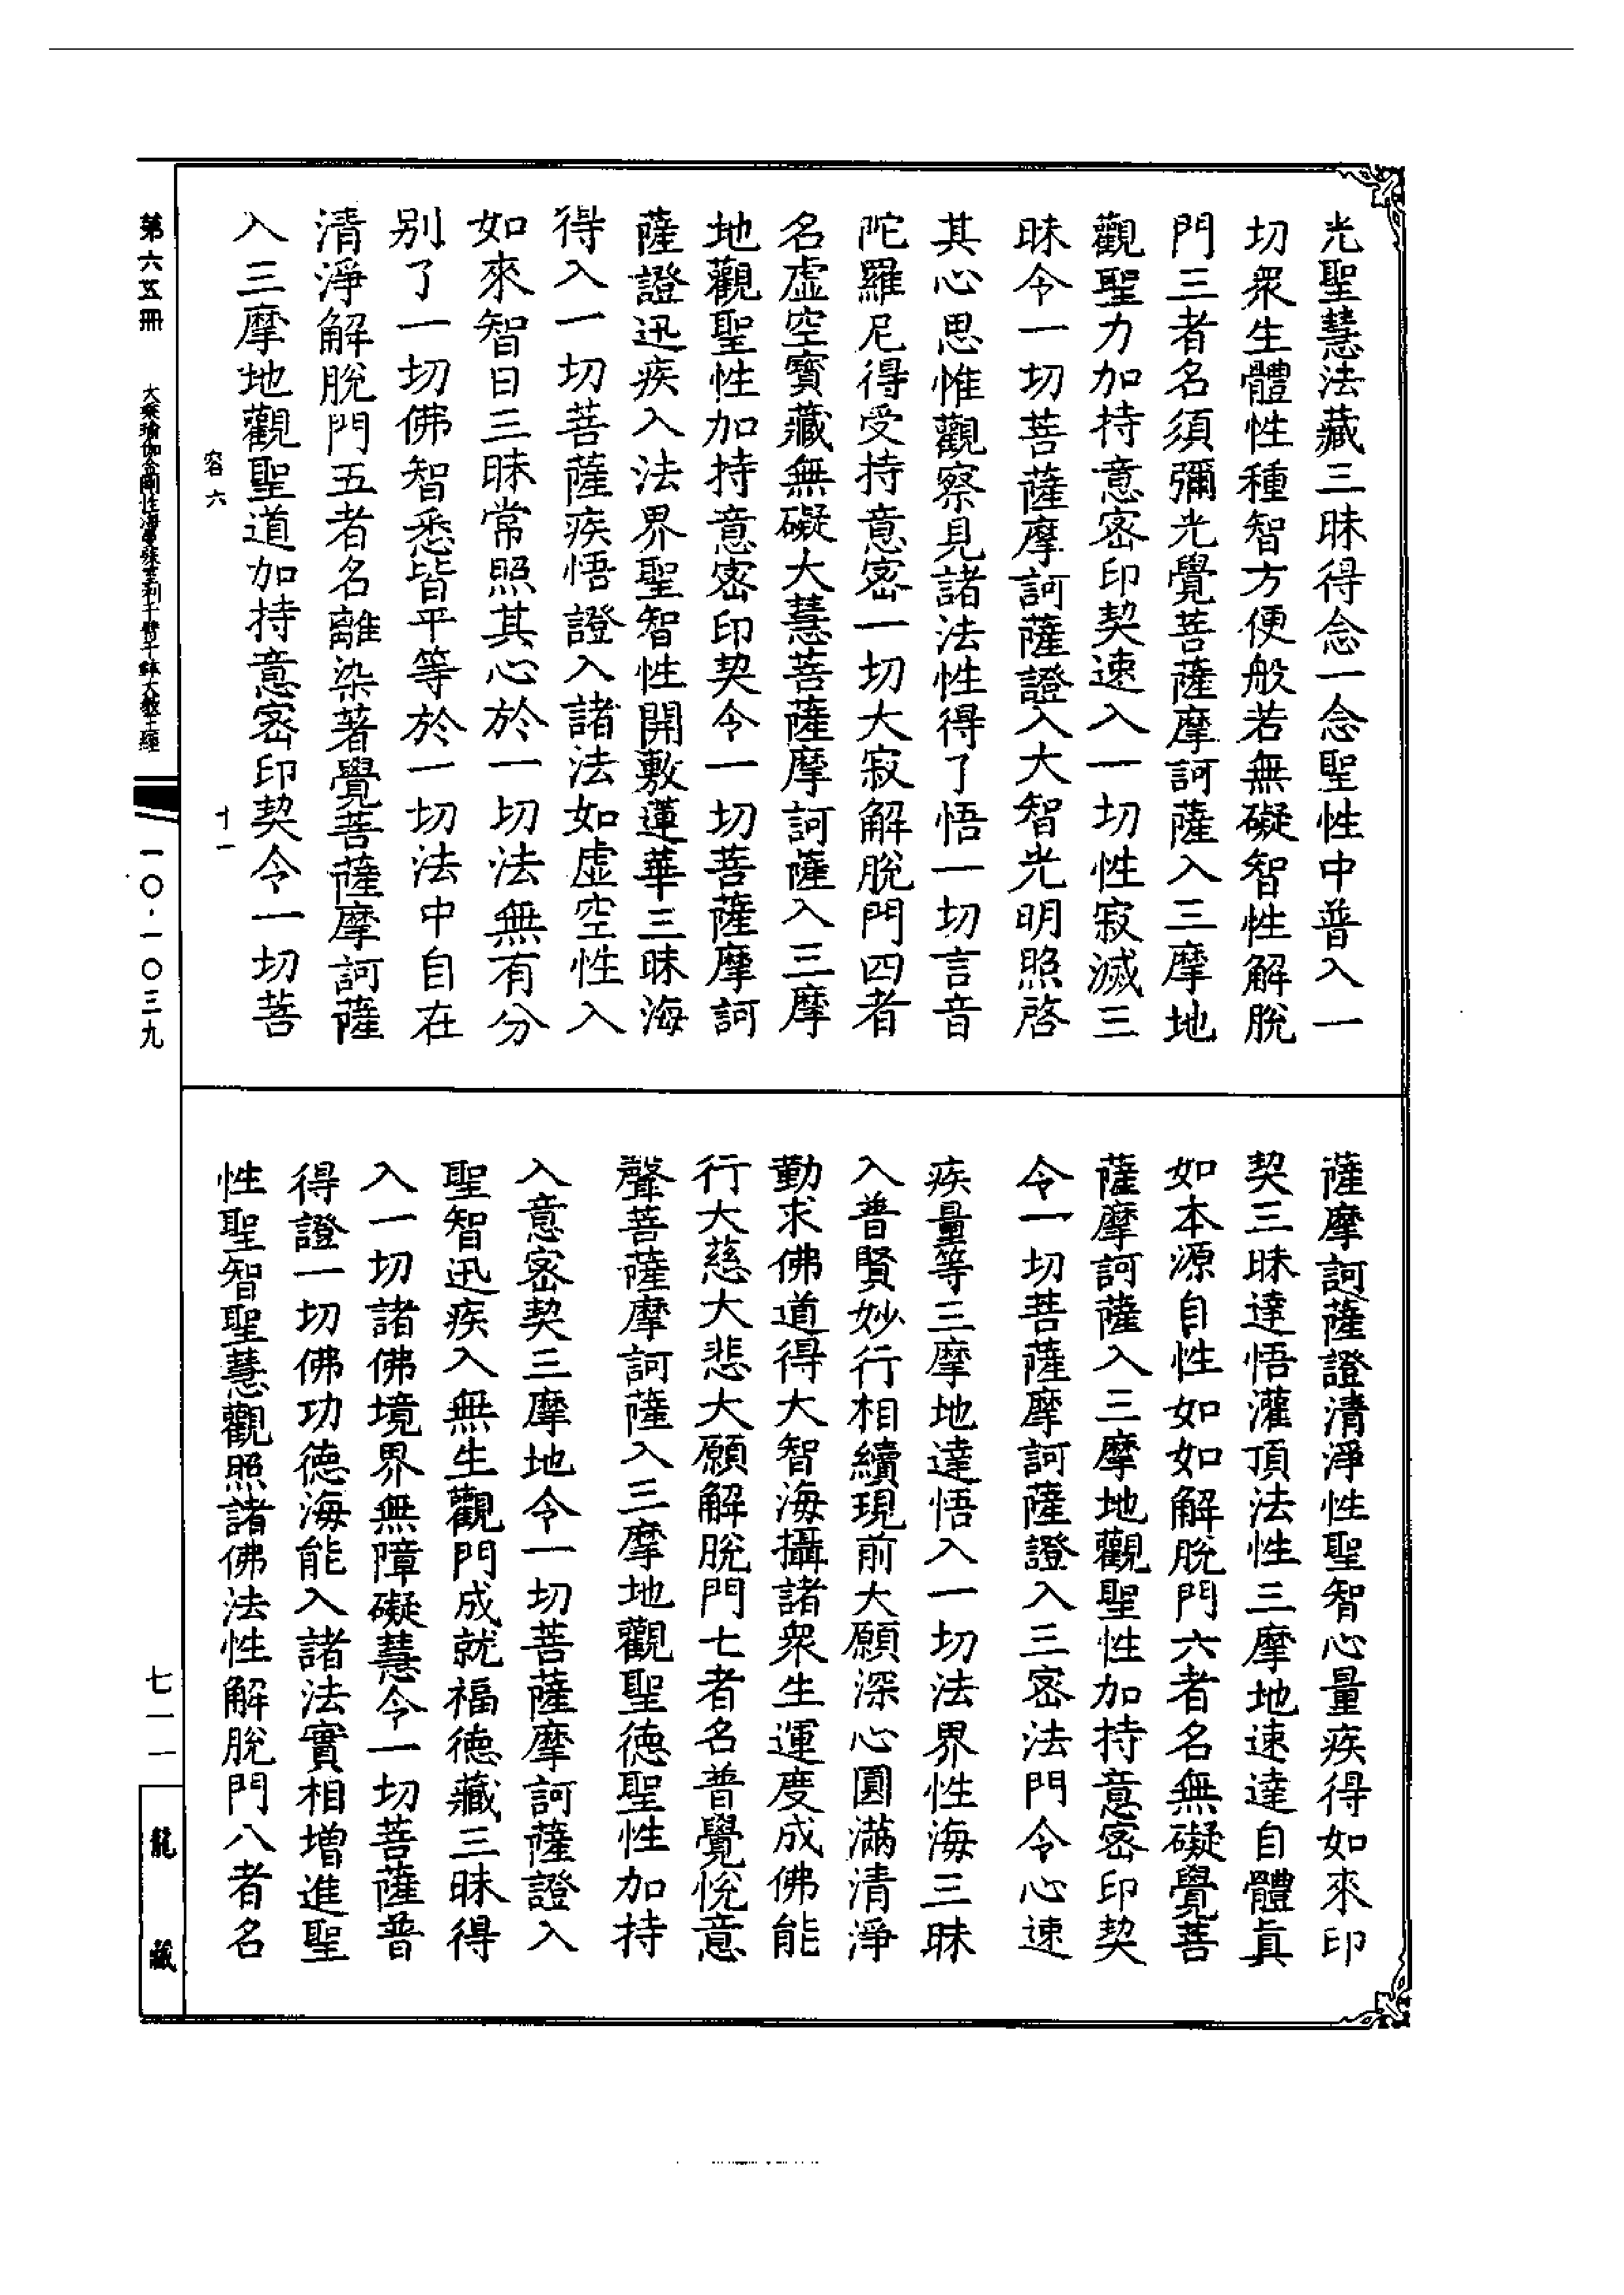 光聖慧法藏三昧得念一念聖性中普入一
切衆生體性種智方便般若無礙智性解脫
門三者名須彌光覺菩薩摩訶薩入三摩地
觀聖力加持意密印契速入一切性寂滅三
昧令一切菩薩摩訶薩證入大智光明照啓
其心思惟觀察見諸法性得了悟一切言音
陀羅尼得受持意密一切大寂解脫門四者
名虛空寶藏無礙大慧菩薩摩訶薩入三摩
地觀聖性加持意密印契令一切菩薩摩訶
薩證迅疾入法界聖智性開敷蓮華三昧海
得入一切菩薩疾悟證入諸法如虛空性入
如來智日三昧常照其心於一切法無有分
別了一切佛智悉皆平等於一切法中自在
清淨解脫門五者名離染著覺菩薩摩訶薩
入三摩地觀聖道加持意密印契令一切菩
容六
十一
薩摩訶薩證清淨性聖智心量疾得如來印
契三昧達悟灌頂法性三摩地速達自體真
如本源自性如如解脫門六者名無礙覺菩
薩摩訶薩入三摩地觀聖性加持意密印契
令一切菩薩摩訶薩證入三密法門令心速
疾量等三摩地達悟入一切法界性海三昧
入普賢妙行相續現前大願深心圓滿清淨
勤求佛道得大智海攝諸衆生運度成佛能
行大慈大悲大願解脫門七者名普覺悅意
聲菩薩摩訶薩入三摩地觀聖德聖性加持
入意密契三摩地令一切菩薩摩訶薩證入
聖智迅疾入無生觀門成就福德藏三昧得
入一切諸佛境界無障礙慧令一切菩薩普
得證一切佛功德海能入諸法實相增進聖
性聖智聖慧觀照諸佛法性解脫門八者名
第六五冊
大乘瑜伽金剛性海曼殊室利千臂千鉢大教王經
一〇·一〇三九
七一一
龍藏